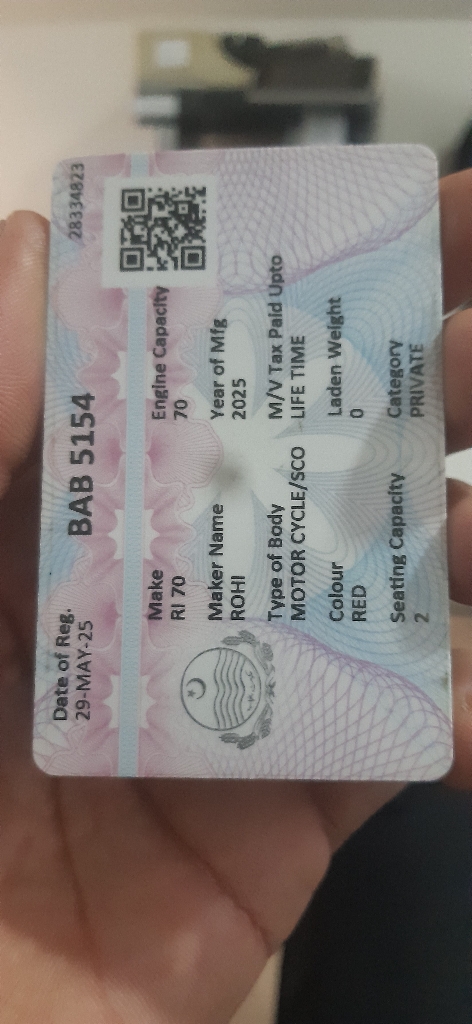 Date of Reg.
29-MAY-25
BAB 5154
28334823
Make
RI 70
Engine Capacity
70
Maker Name
ROHI
Year of Mfg
2025
Type of Body
MOTOR CYCLE/SCO
M/V Tax Paid Upto
LIFE TIME
Colour
RED
Laden Weight
0
Seating Capacity
2
Category
PRIVATE